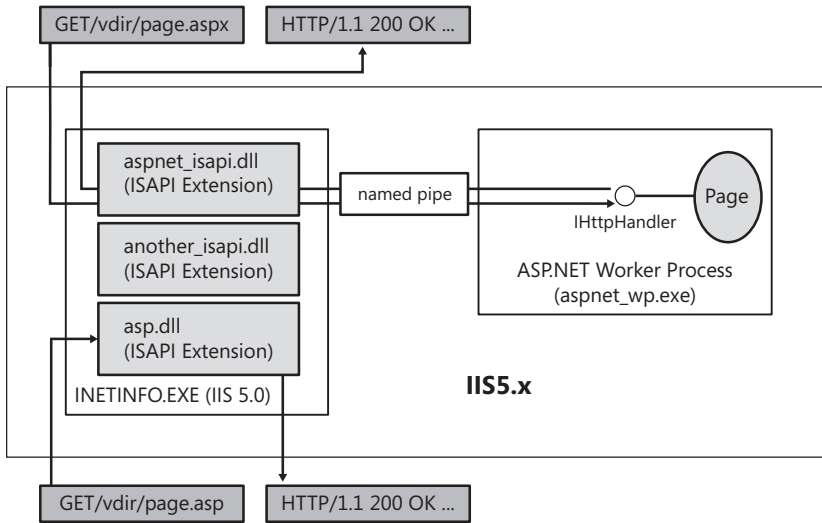 GET/vdir/page.aspx
HTTP/1.1 200 OK ...
aspnet_isapi.dll
(ISAPI Extension)
named pipe
IHttpHandler
Page
another_isapi.dll
(ISAPI Extension)
ASP.NET Worker Process
(aspnet_wp.exe)
asp.dll
(ISAPI Extension)
INETINFO.EXE (IIS 5.0)
IIS5.x
GET/vdir/page.asp
HTTP/1.1 200 OK ...